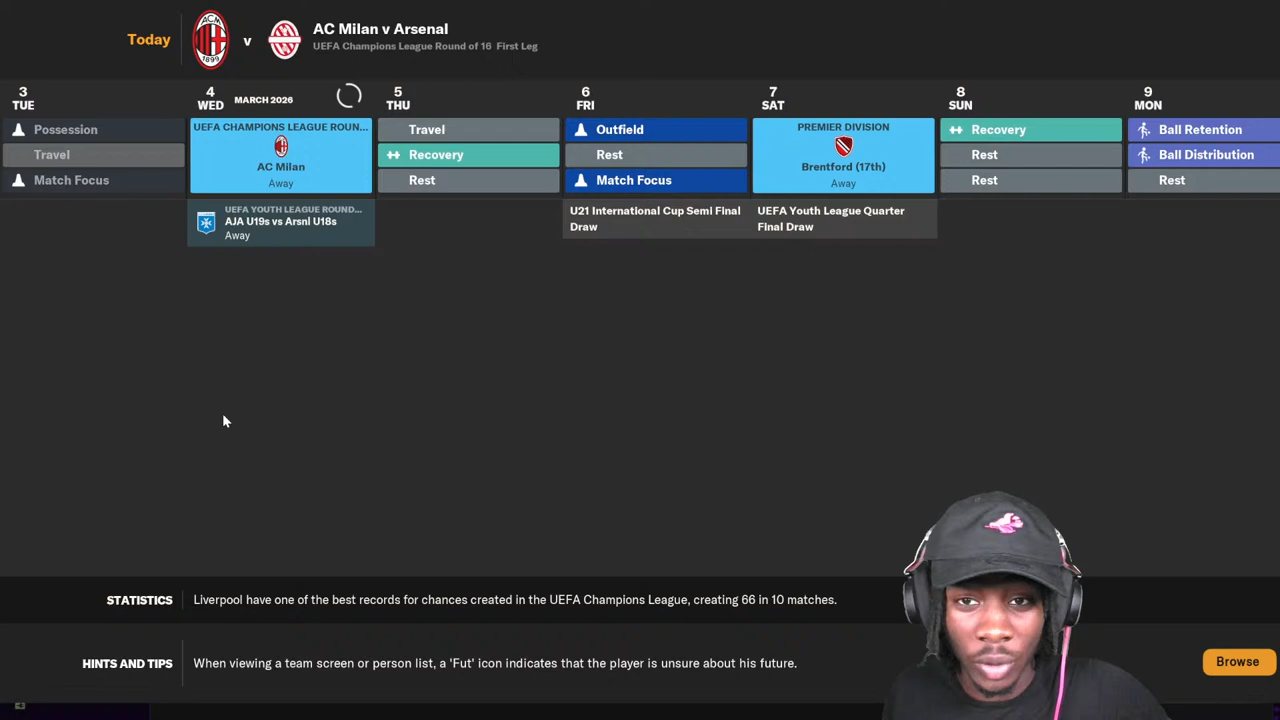 Today
v
AC Milan v Arsenal
UEFA Champions League Round of 16 First Leg
3
TUE
4
WED
MARCH 2026
5
THU
6
FRI
7
SAT
8
SUN
9
MON
Possession
Travel
Match Focus
UEFA CHAMPIONS LEAGUE ROUN...
AC Milan
Away
UEFA YOUTH LEAGUE ROUND...
AJA U19s vs Arsnl U18s
Away
Travel
Recovery
Rest
Outfield
Rest
Match Focus
U21 International Cup Semi Final
Draw
PREMIER DIVISION
Brentford (17th)
Away
UEFA Youth League Quarter
Final Draw
Recovery
Rest
Rest
Ball Retention
Ball Distribution
Rest
STATISTICS
Liverpool have one of the best records for chances created in the UEFA Champions League, creating 66 in 10 matches.
HINTS AND TIPS
When viewing a team screen or person list, a 'Fut' icon indicates that the player is unsure about his future.
Browse